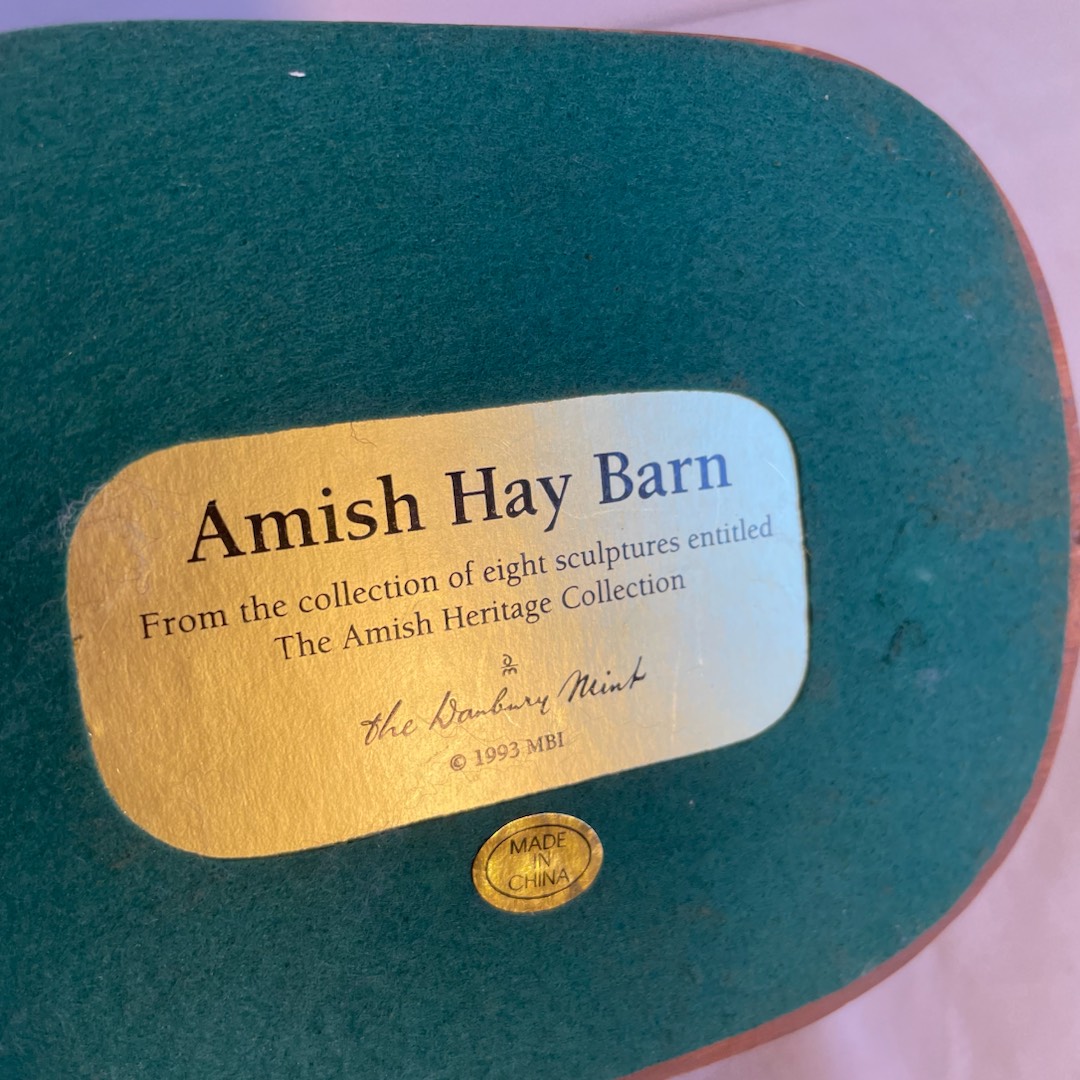 Amish Hay Barn
From the collection of eight sculptures entitled
The Amish Heritage Collection
the Danbury Mint
© 1993 MBI
MADE
IN
CHINA